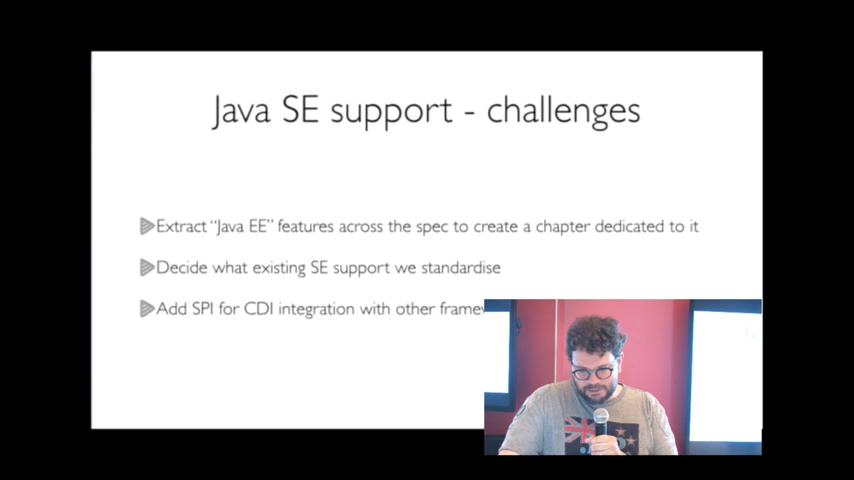 Java SE support - challenges
Extract “Java EE” features across the spec to create a chapter dedicated to it
Decide what existing SE support we standardise
Add SPI for CDI integration with other